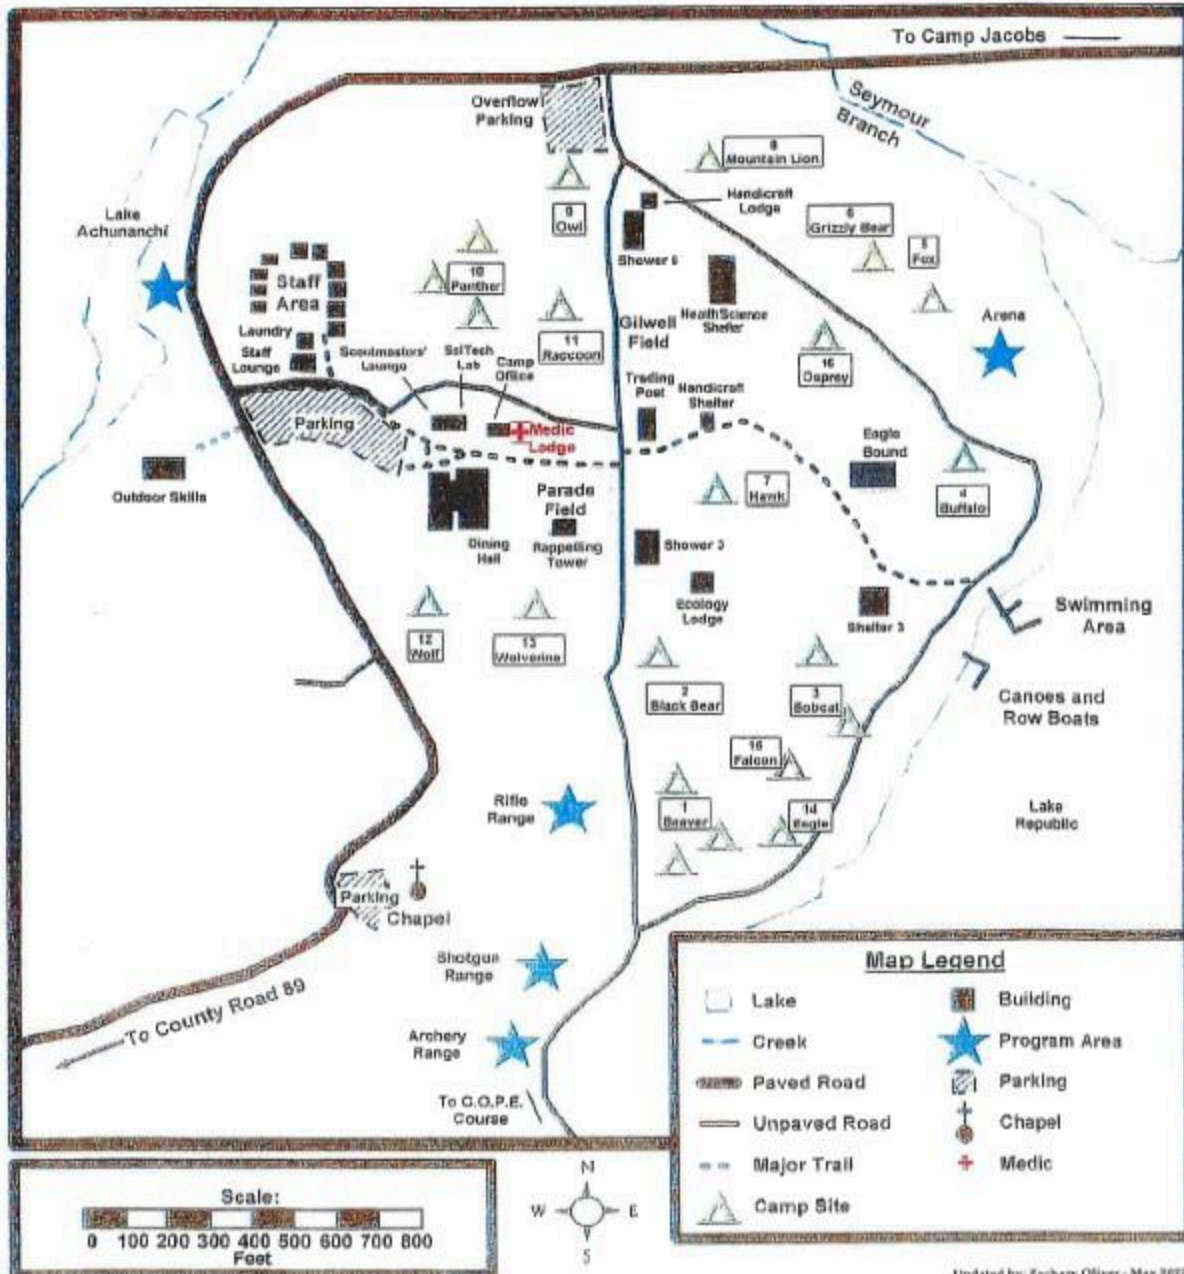 To Camp Jacobs
Overflow
Parking
Seymour
Branch
8
Mountain Lion
Handicraft
Lodge
9
Owl
6
Grizzly Bear
5
Fox
Lake
Achunanchi
Shower 6
Staff
Area
10
Panther
HealthScience
Shelter
Gilwell
Field
Arena
11
Raccoon
16
Osprey
Laundry
Staff
Lounge
Scoutmasters'
Lounge
SciTech
Lab
Camp
Office
Trading
Post
Handicraft
Shelter
Parking
Medic
Lodge
Eagle
Bound
Outdoor Skills
Parade
Field
7
Hawk
4
Buffalo
Dining
Hall
Rappelling
Tower
Shower 3
Ecology
Lodge
Shelter 3
Swimming
Area
12
Wolf
13
Wolverine
2
Black Bear
3
Bobcat
Canoes and
Row Boats
15
Falcon
Rifle
Range
1
Beaver
14
Eagle
Lake
Republic
Parking
Chapel
Shotgun
Range
To County Road 89
Archery
Range
To C.O.P.E.
Course
Map Legend
Lake
Creek
Paved Road
Unpaved Road
Major Trail
Camp Site
Building
Program Area
Parking
Chapel
Medic
Scale:
0 100 200 300 400 500 600 700 800
Feet
N
W E
S
Updated by: Zachary Oliver - May